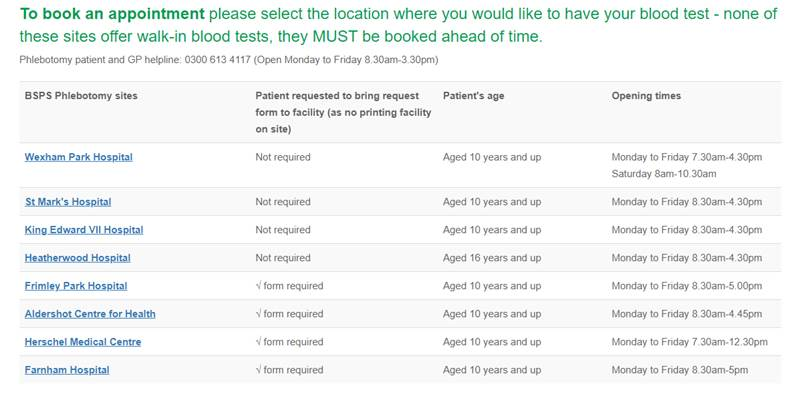 To book an appointment please select the location where you would like to have your blood test - none of
these sites offer walk-in blood tests, they MUST be booked ahead of time.
Phlebotomy patient and GP helpline: 0300 613 4117 (Open Monday to Friday 8.30am-3.30pm)
BSPS Phlebotomy sites Patient requested to bring request Patient's age Opening times
form to facility (as no printing facility
on site)
Wexham Park Hospital Not required Aged 10 years and up Monday to Friday 7.30am-4.30pm
Saturday 8am-10.30am
St Mark's Hospital Not required Aged 10 years and up Monday to Friday 8.30am-4.30pm
King Edward VII Hospital Not required Aged 10 years and up Monday to Friday 8.30am-4.30pm
Heatherwood Hospital Not required Aged 16 years and up Monday to Friday 8.30am-4.30pm
Frimley Park Hospital √ form required Aged 10 years and up Monday to Friday 8.30am-5.00pm
Aldershot Centre for Health √ form required Aged 10 years and up Monday to Friday 8.30am-4.45pm
Herschel Medical Centre √ form required Aged 10 years and up Monday to Friday 7.30am-12.30pm
Farnham Hospital √ form required Aged 10 years and up Monday to Friday 8.30am-5pm